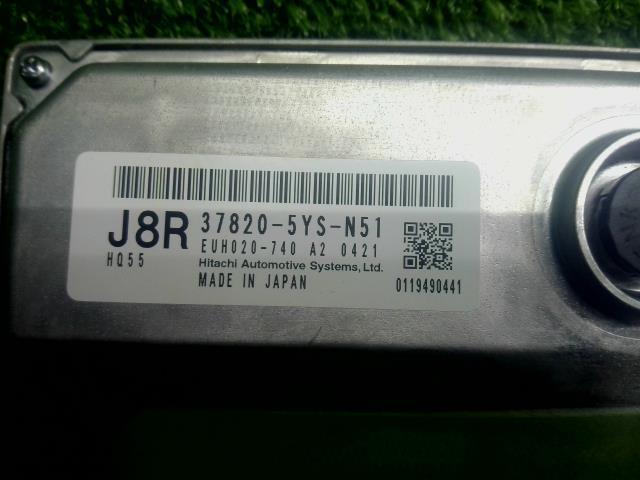 J8R 37820-5YS-N51
EUH020-740 A2 0421
HQ55
Hitachi Automotive Systems, Ltd.
MADE IN JAPAN
0119490441